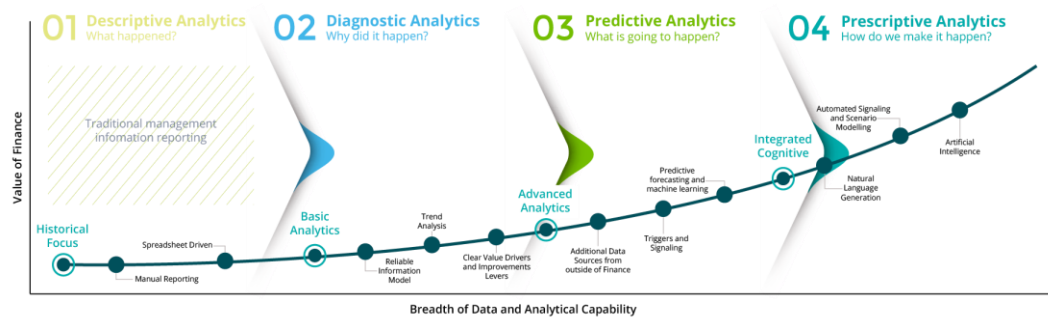 01 Descriptive Analytics
What happened?
02 Diagnostic Analytics
Why did it happen?
03 Predictive Analytics
What is going to happen?
04 Prescriptive Analytics
How do we make it happen?
Traditional management
infomation reporting
Value of Finance
Historical
Focus
Manual Reporting
Spreadsheet Driven
Basic
Analytics
Reliable
Information
Model
Trend
Analysis
Clear Value Drivers
and Improvements
Levers
Advanced
Analytics
Additional Data
Sources from
outside of Finance
Triggers and
Signaling
Predictive
forecasting and
machine learning
Integrated
Cognitive
Natural
Language
Generation
Automated Signaling
and Scenario
Modelling
Artificial
Intelligence
Breadth of Data and Analytical Capability